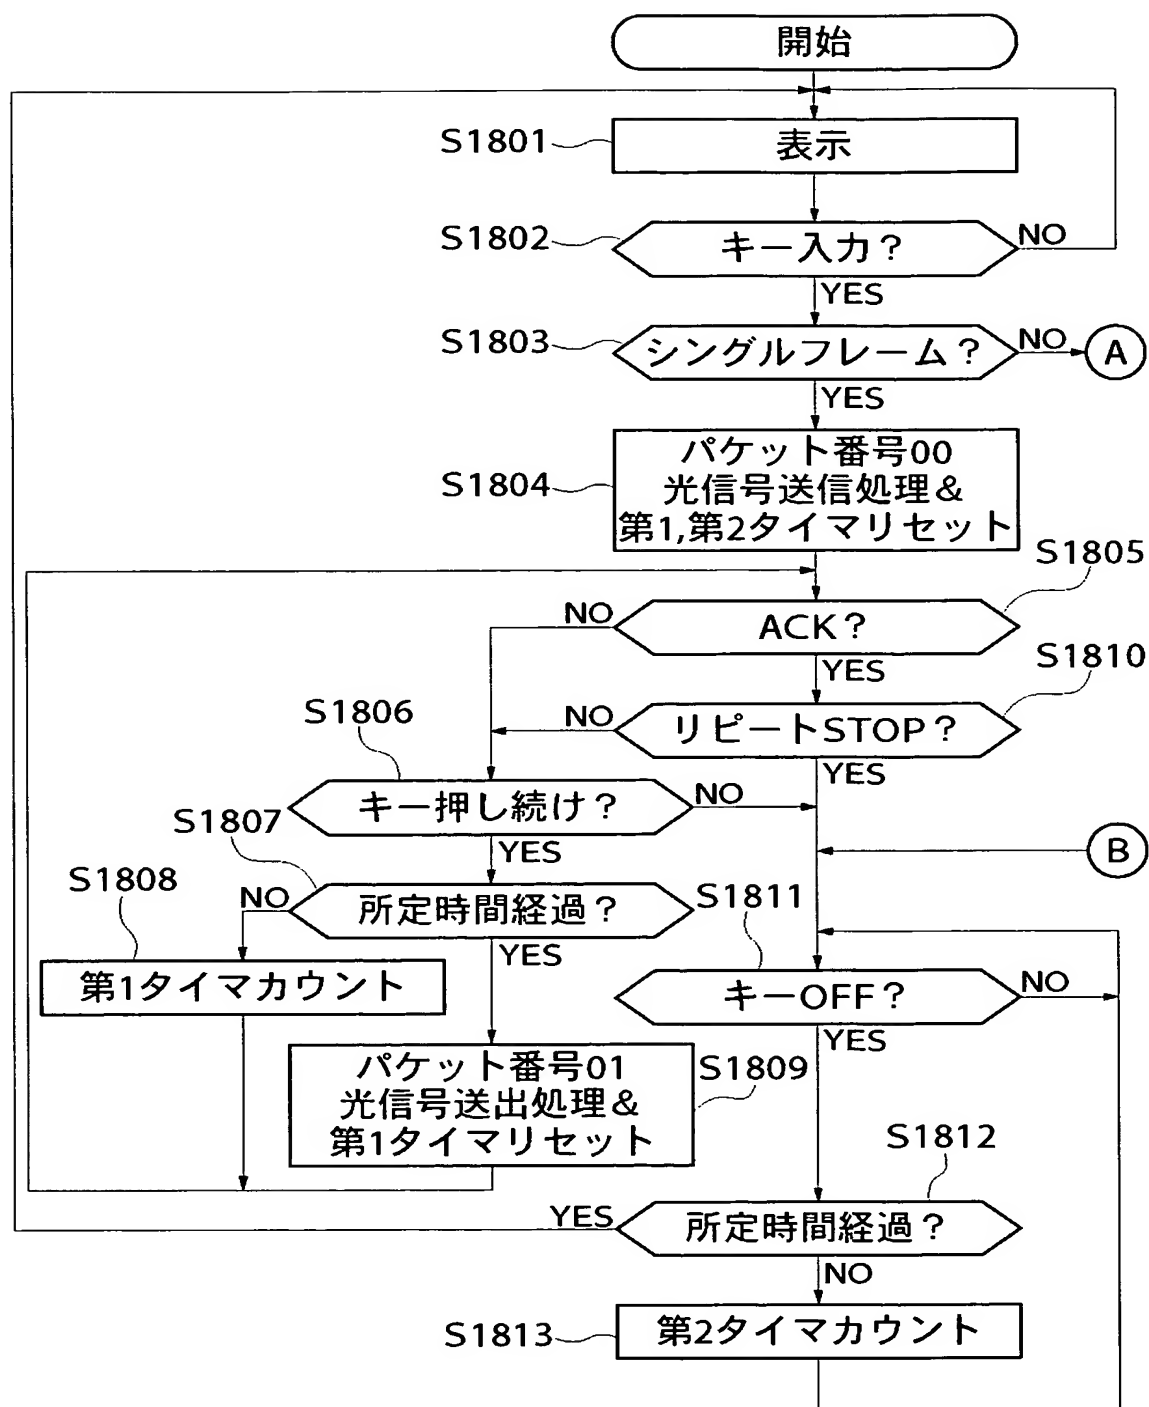 開始
S1801
表示
S1802
キー入力？
NO
YES
S1803
シングルフレーム？
NO
A
YES
S1804
パケット番号00
光信号送信処理&
第1,第2タイマリセット
S1805
ACK？
NO
YES
S1810
リピートSTOP？
NO
YES
S1806
キー押し続け？
NO
YES
B
S1807
所定時間経過？
NO
YES
S1808
第1タイマカウント
S1809
パケット番号01
光信号送出処理&
第1タイマリセット
S1811
キーOFF？
NO
YES
S1812
所定時間経過？
YES
NO
S1813
第2タイマカウント